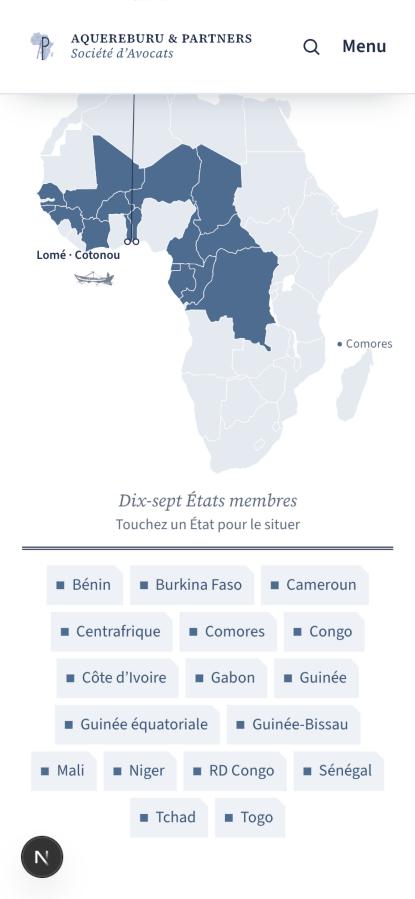 AQUEREBURU & PARTNERS
Société d'Avocats
Menu
Lomé · Cotonou
Comores
Dix-sept États membres
Touchez un État pour le situer
Bénin Burkina Faso Cameroun
Centrafrique Comores Congo
Côte d'Ivoire Gabon Guinée
Guinée équatoriale Guinée-Bissau
Mali Niger RD Congo Sénégal
Tchad Togo
N